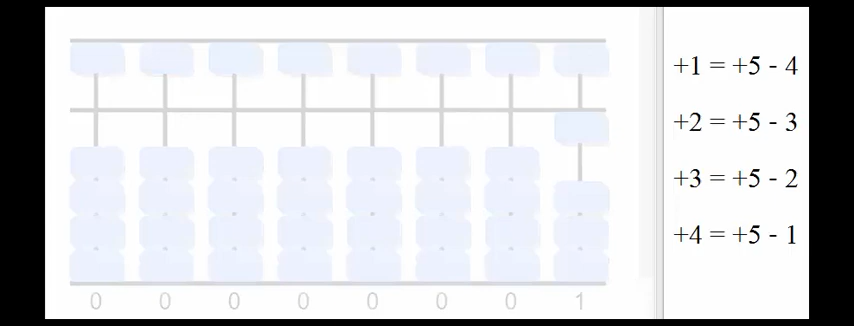 +1 = +5 - 4
+2 = +5 - 3
+3 = +5 - 2
+4 = +5 - 1
0 0 0 0 0 0 0 1